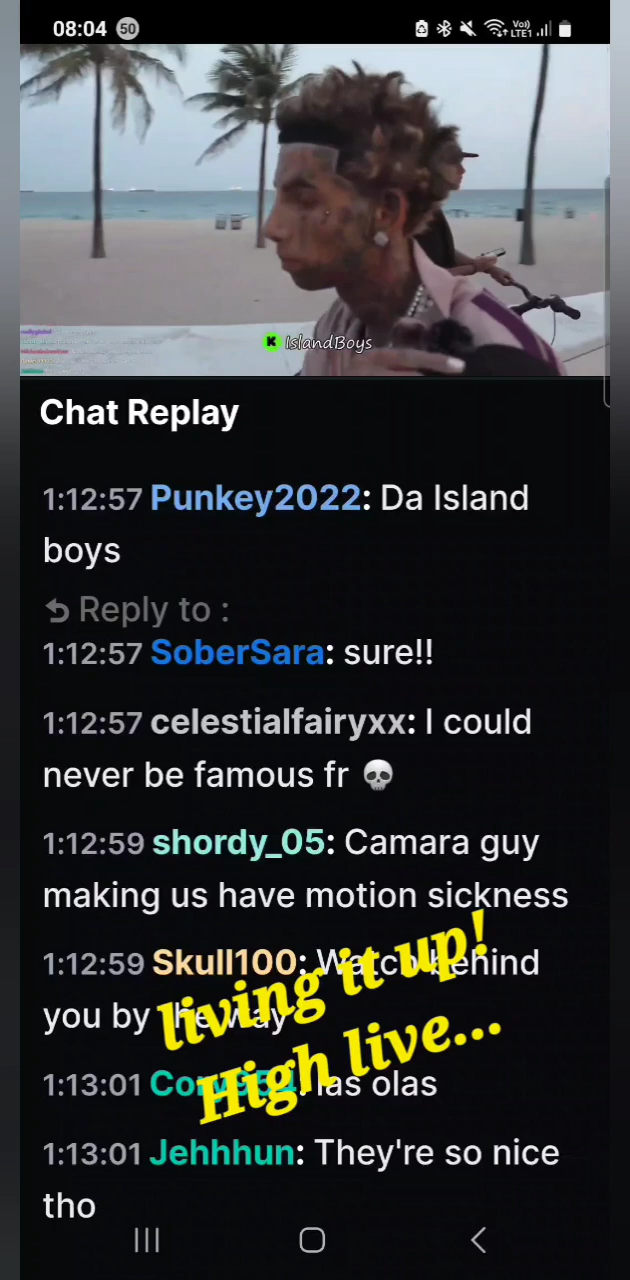 08:04 50
Vo))
LTE1
K IslandBoys
Chat Replay
1:12:57 Punkey2022: Da Island
boys
Reply to :
1:12:57 SoberSara: sure!!
1:12:57 celestialfairyxx: I could
never be famous fr 💀
1:12:59 shordy_05: Camara guy
making us have motion sickness
1:12:59 Skull100: Watch behind
you by the way
living it up!
High live...
1:13:01 las olas
1:13:01 Jehhhun: They're so nice
tho